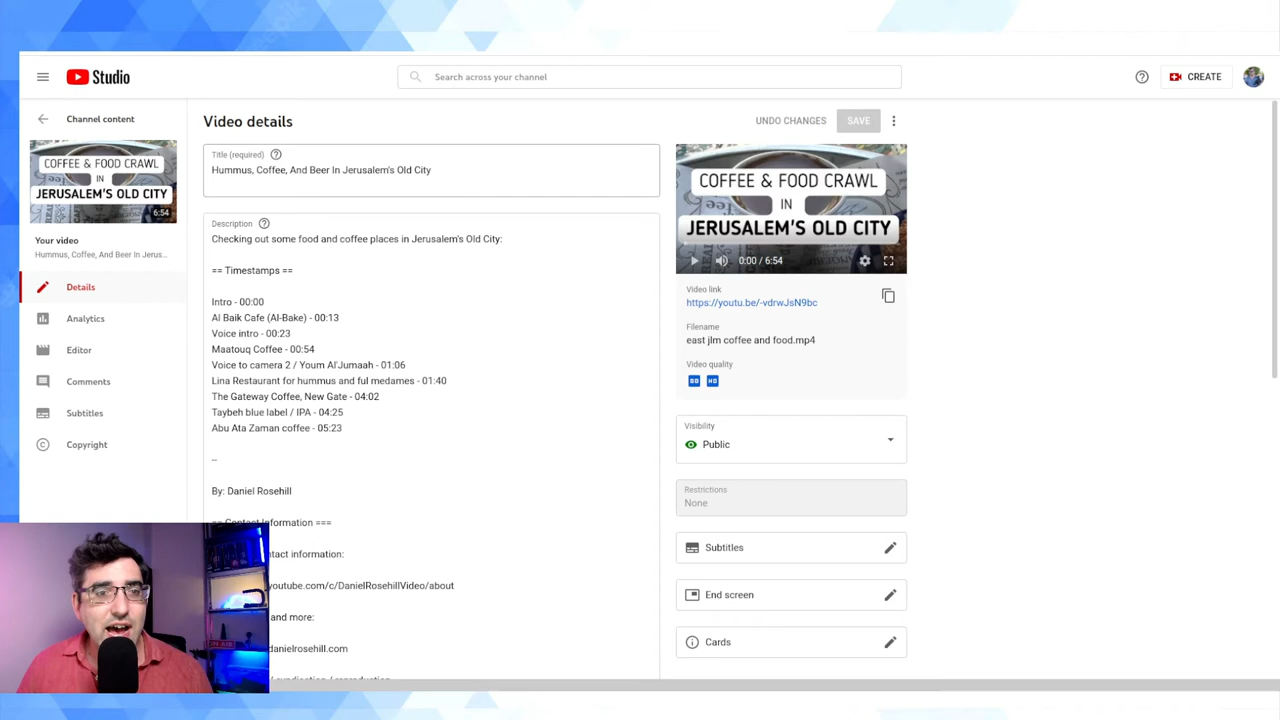 Studio
Search across your channel
CREATE
Channel content
COFFEE & FOOD CRAWL
IN
JERUSALEM'S OLD CITY
6:54
Your video
Hummus, Coffee, And Beer In Jerus...
Details
Analytics
Editor
Comments
Subtitles
Copyright
Video details
UNDO CHANGES
SAVE
Title (required)
Hummus, Coffee, And Beer In Jerusalem's Old City
Description
Checking out some food and coffee places in Jerusalem's Old City:
== Timestamps ==
Intro - 00:00
Al Baik Cafe (Al-Bake) - 00:13
Voice intro - 00:23
Maatouq Coffee - 00:54
Voice to camera 2 / Youm Al'Jumaah - 01:06
Lina Restaurant for hummus and ful medames - 01:40
The Gateway Coffee, New Gate - 04:02
Taybeh blue label / IPA - 04:25
Abu Ata Zaman coffee - 05:23
--
By: Daniel Rosehill
== Contact Information ===
ntact information:
youtube.com/c/DanielRosehillVideo/about
and more:
danielrosehill.com
COFFEE & FOOD CRAWL
IN
JERUSALEM'S OLD CITY
0:00 / 6:54
Video link
https://youtu.be/-vdrwJsN9bc
Filename
east jlm coffee and food.mp4
Video quality
SD HD
Visibility
Public
Restrictions
None
Subtitles
End screen
Cards